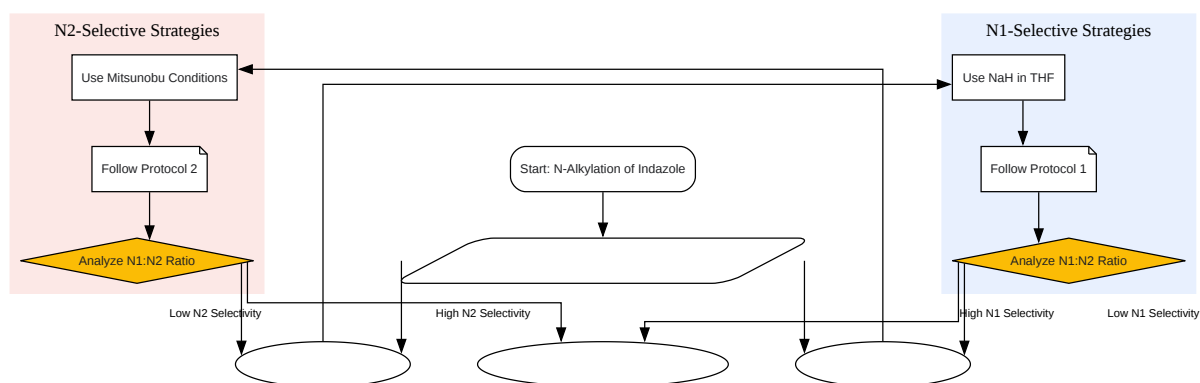 N2-Selective Strategies
Use Mitsunobu Conditions
Follow Protocol 2
Analyze N1:N2 Ratio
Start: N-Alkylation of Indazole
N1-Selective Strategies
Use NaH in THF
Follow Protocol 1
Analyze N1:N2 Ratio
Low N2 Selectivity
High N2 Selectivity
High N1 Selectivity
Low N1 Selectivity